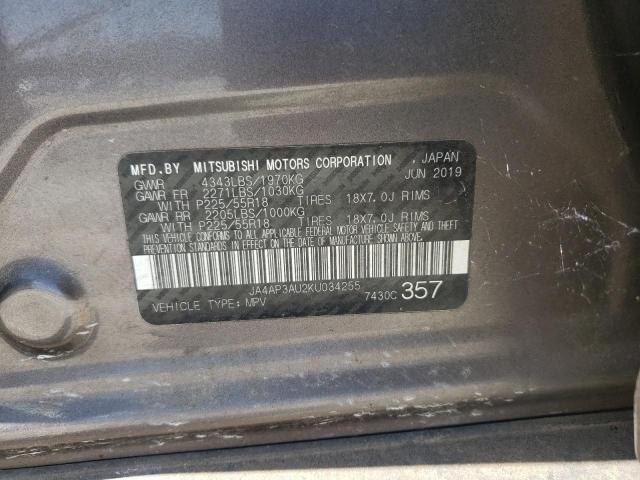 MFD.BY MITSUBISHI MOTORS CORPORATION , JAPAN
GVWR 4343LBS/1970KG JUN 2019
GAWR FR 2271LBS/1030KG
WITH P225/55R18 TIRES 18X7.0J RIMS
GAWR RR 2205LBS/1000KG
WITH P225/55R18 TIRES 18X7.0J RIMS
THIS VEHICLE CONFORMS TO ALL APPLICABLE FEDERAL MOTOR VEHICLE SAFETY AND THEFT
PREVENTION STANDARDS IN EFFECT ON THE DATE OF MANUFACTURE SHOWN ABOVE.
JA4AP3AU2KU034255
VEHICLE TYPE: MPV 7430C 357